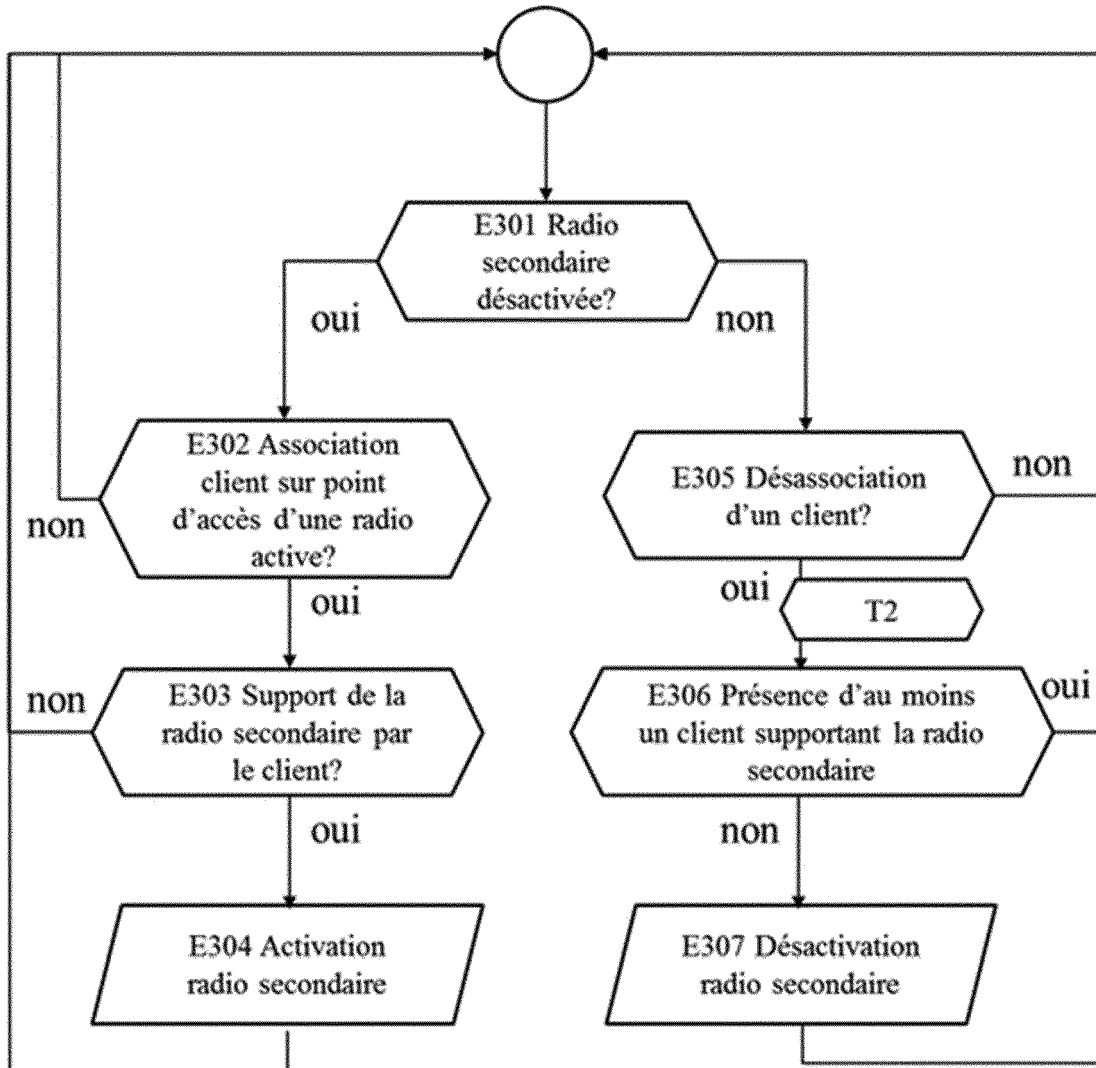 E301 Radio
secondaire
désactivée?
oui
non
E302 Association
client sur point
d'accès d'une radio
active?
non
oui
E305 Désassociation
d'un client?
non
oui
T2
E303 Support de la
radio secondaire par
le client?
non
oui
E306 Présence d'au moins
un client supportant la radio
secondaire
oui
non
E304 Activation
radio secondaire
E307 Désactivation
radio secondaire